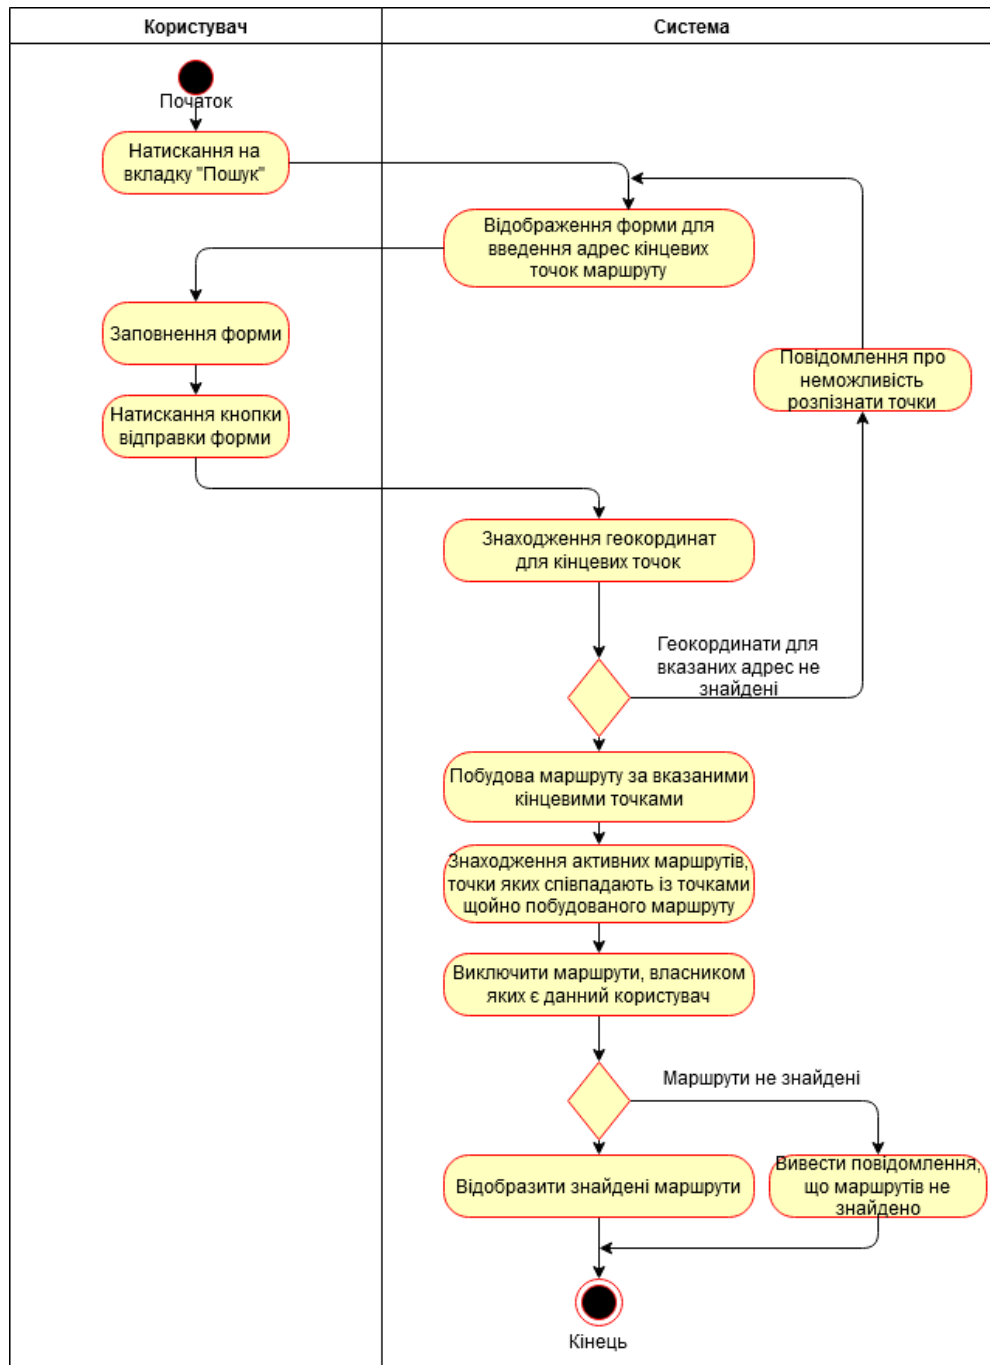 Користувач
Система
Початок
Натискання на
вкладку "Пошук"
Відображення форми для
введення адрес кінцевих
точок маршруту
Заповнення форми
Повідомлення про
неможливість
розпізнати точки
Натискання кнопки
відправки форми
Знаходження геокординат
для кінцевих точок
Геокординати для
вказаних адрес не
знайдені
Побудова маршруту за вказаними
кінцевими точками
Знаходження активних маршрутів,
точки яких співпадають із точками
щойно побудованого маршруту
Виключити маршрути, власником
яких є данний користувач
Маршрути не знайдені
Відобразити знайдені маршрути
Вивести повідомлення,
що маршрутів не
знайдено
Кінець